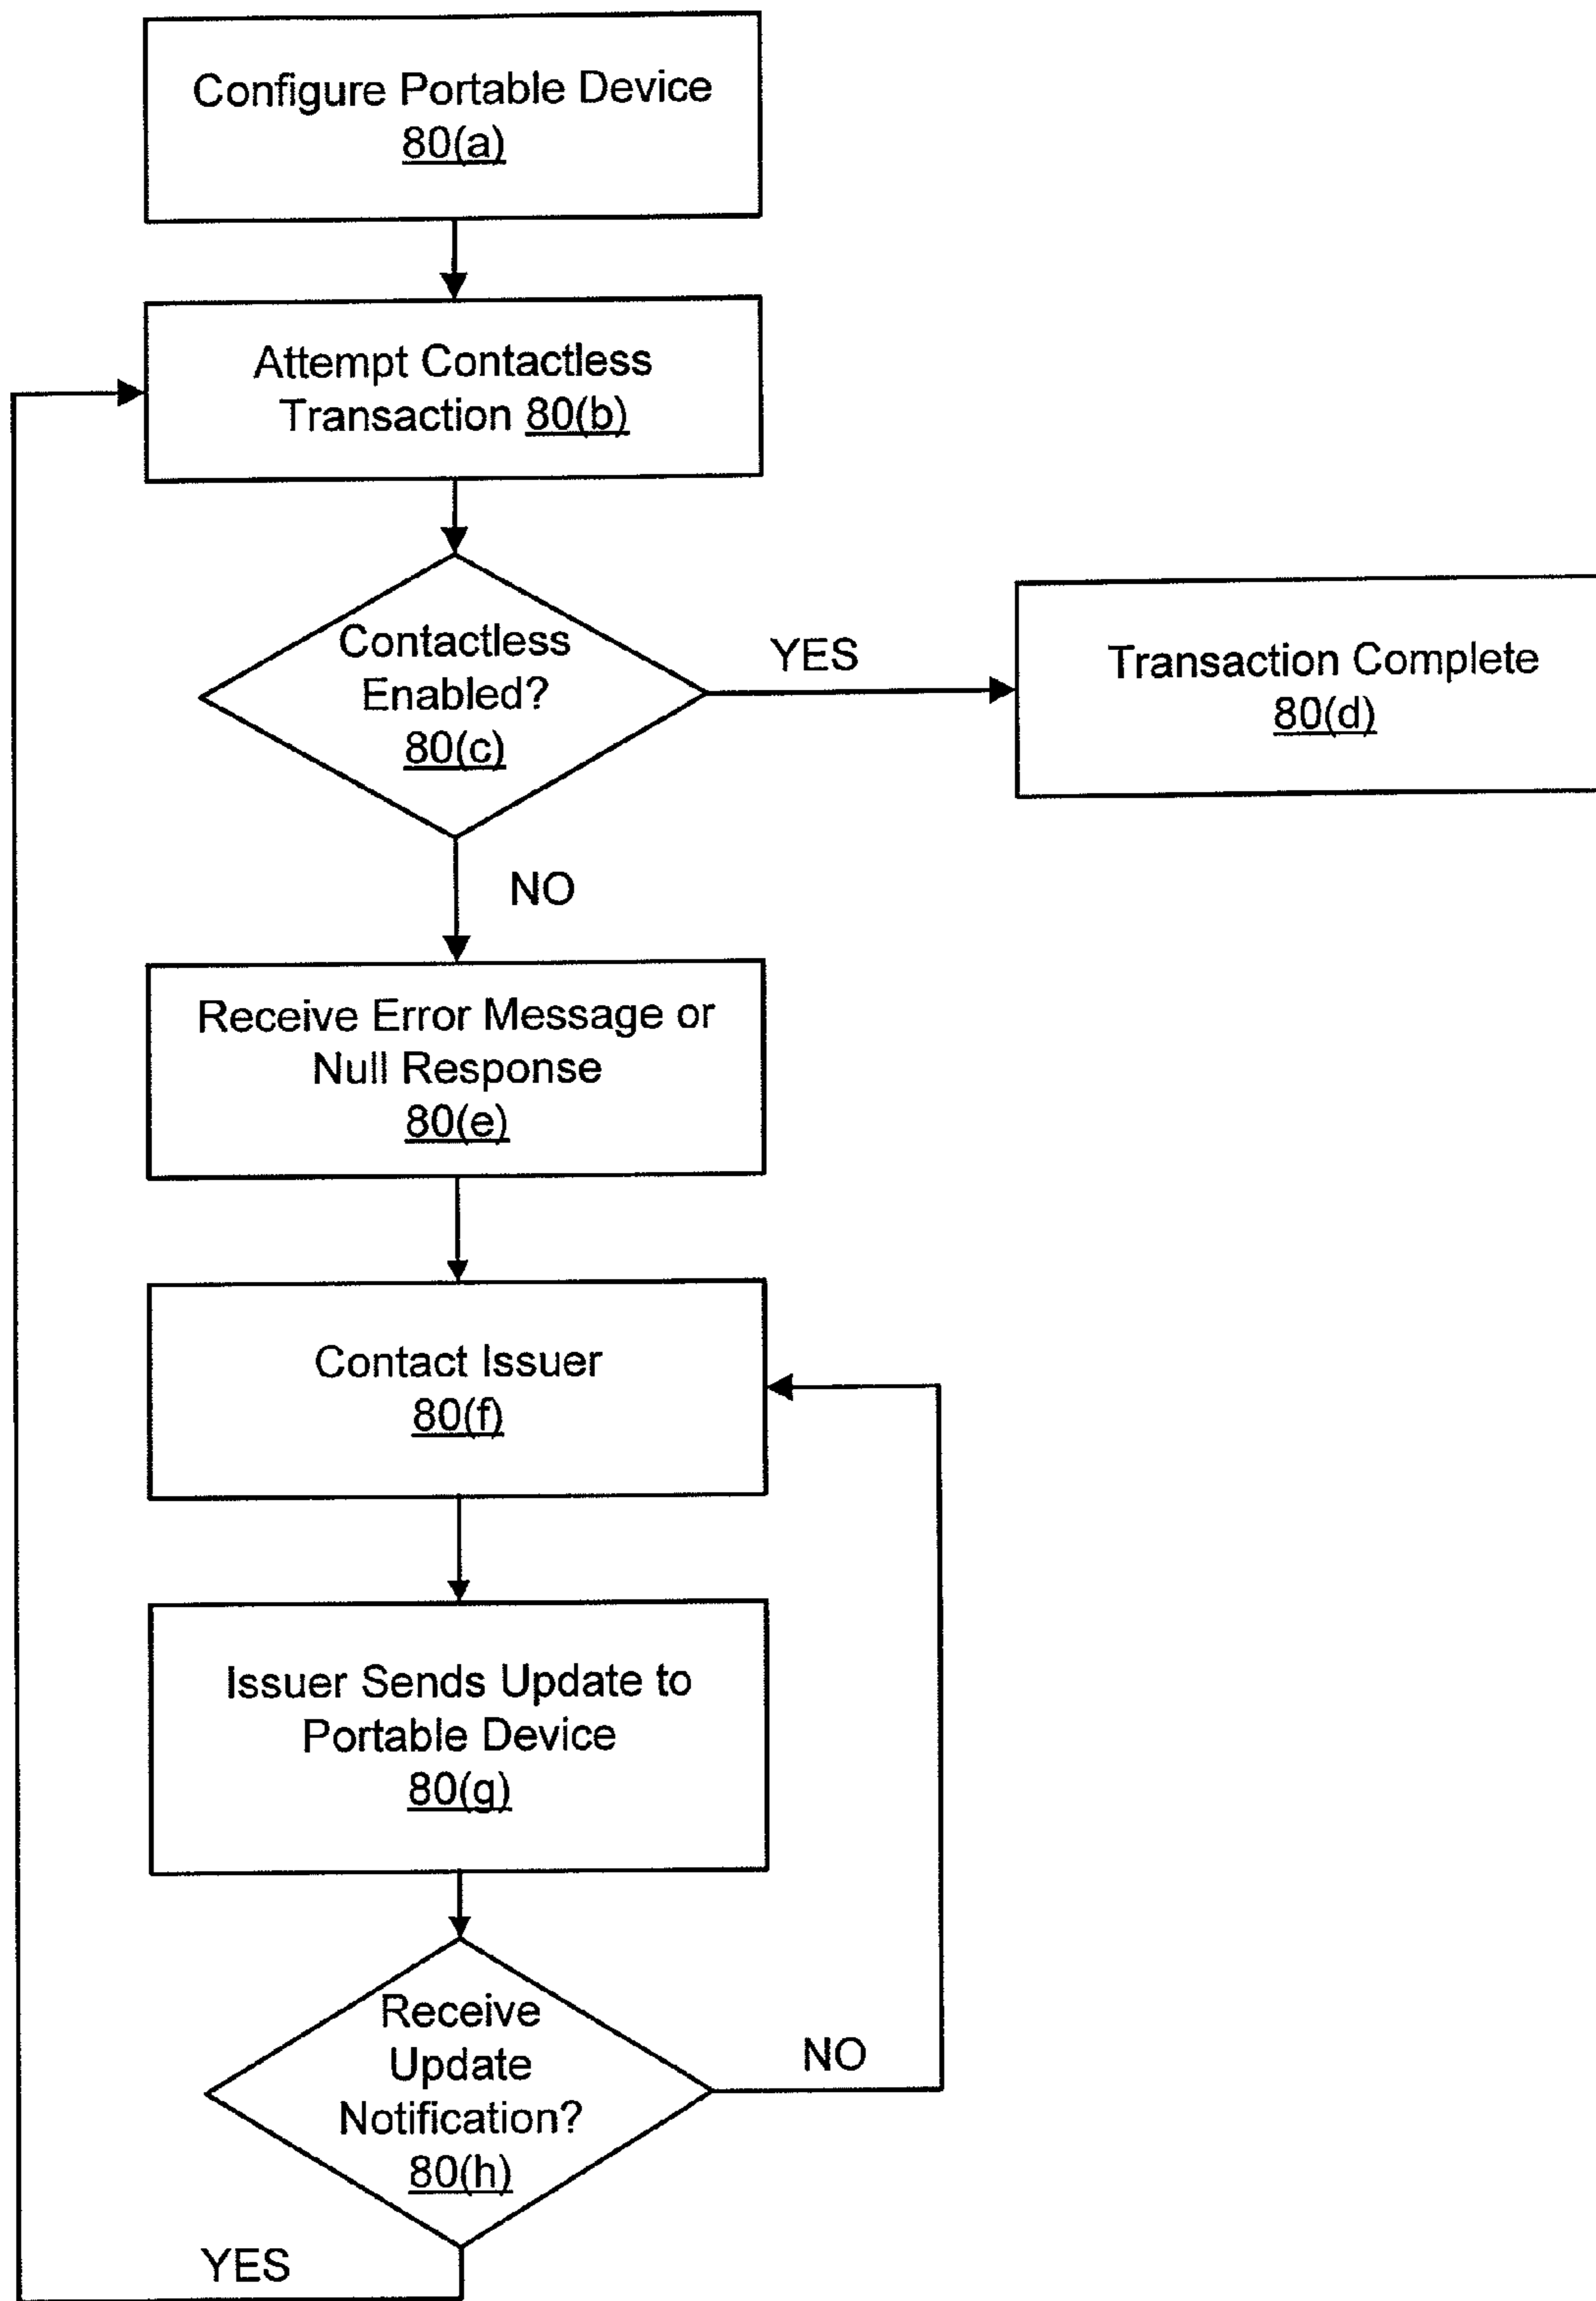 Configure Portable Device
80(a)
Attempt Contactless
Transaction 80(b)
Contactless
Enabled?
80(c)
YES
Transaction Complete
80(d)
NO
Receive Error Message or
Null Response
80(e)
Contact Issuer
80(f)
Issuer Sends Update to
Portable Device
80(g)
Receive
Update
Notification?
80(h)
NO
YES